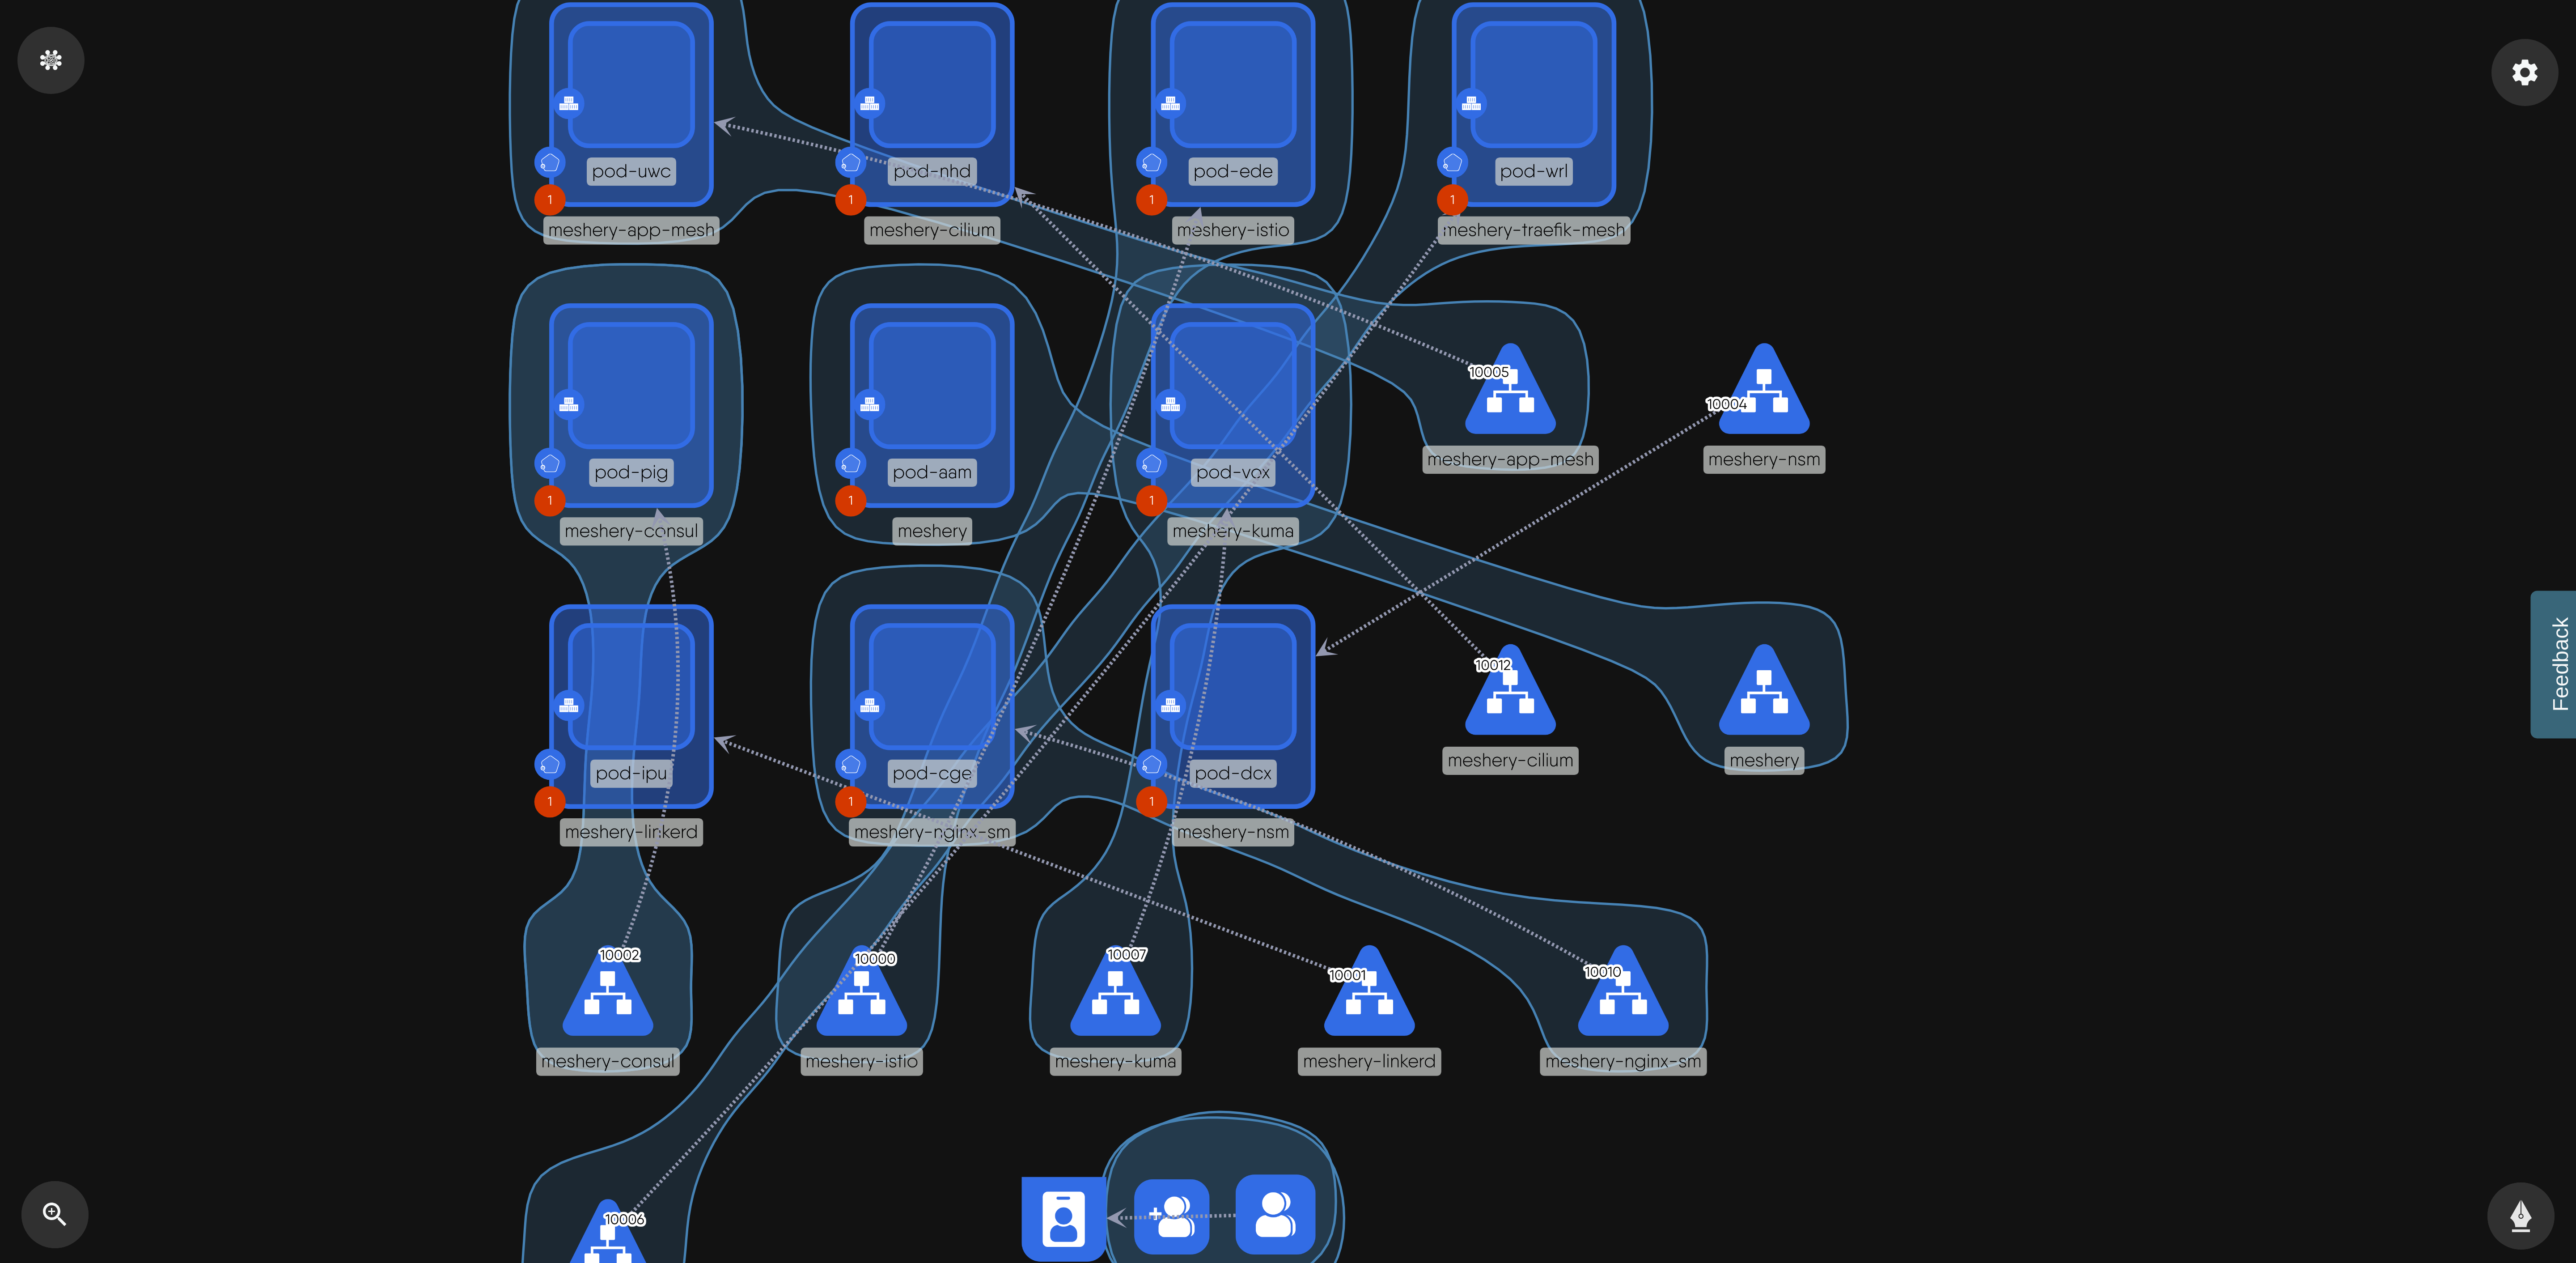 pod-uwc
pod-nhd
pod-ede
pod-wrl
1
1
1
1
meshery-app-mesh
meshery-cilium
meshery-istio
meshery-traefik-mesh
10005
10004
pod-pig
pod-aam
pod-vox
meshery-app-mesh
meshery-nsm
1
1
1
meshery-consul
meshery
meshery-kuma
Feedback
10012
pod-ipu
pod-cge
pod-dcx
meshery-cilium
meshery
1
1
1
meshery-linkerd
meshery-nginx-sm
meshery-nsm
10002
10000
10007
10001
10010
meshery-consul
meshery-istio
meshery-kuma
meshery-linkerd
meshery-nginx-sm
10006